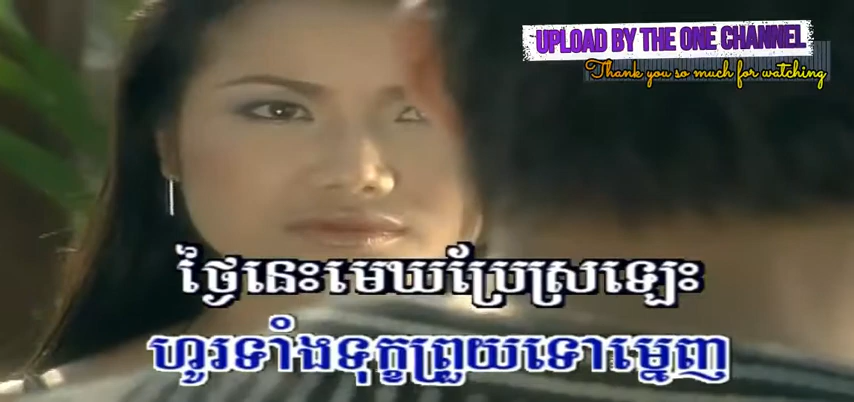 UPLOAD BY THE ONE CHANNEL
Thank you so much for watching
ថ្ងៃនេះមេឃប្រែស្រឡេះ
ហូរទាំងទុក្ខព្រួយទោម្នេញ